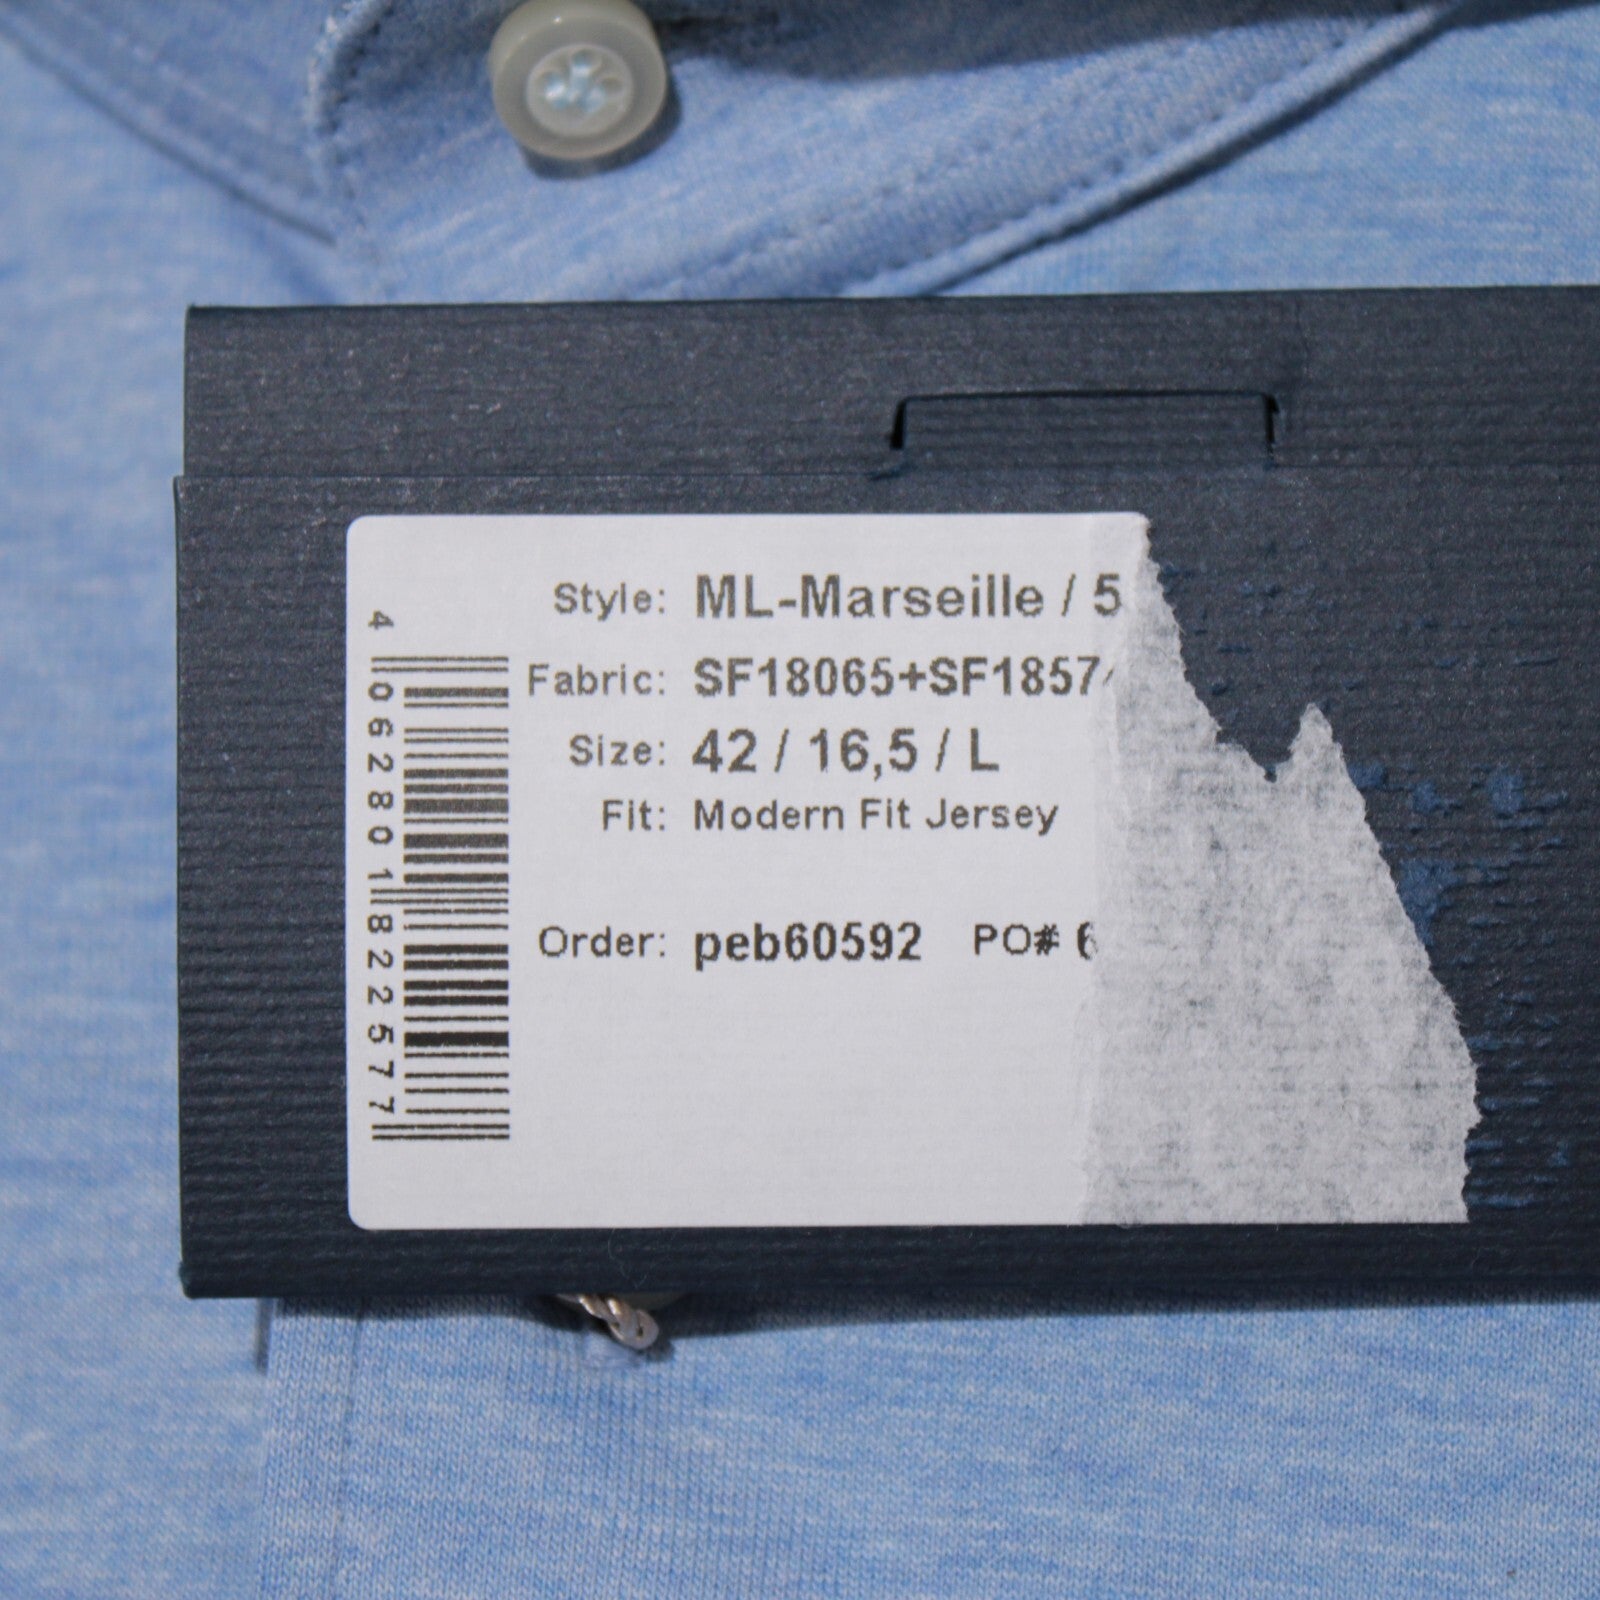 Style: ML-Marseille / 5
Fabric: SF18065+SF1857
Size: 42 / 16,5 / L
Fit: Modern Fit Jersey
Order: peb60592 PO# 6
4 062801 822577